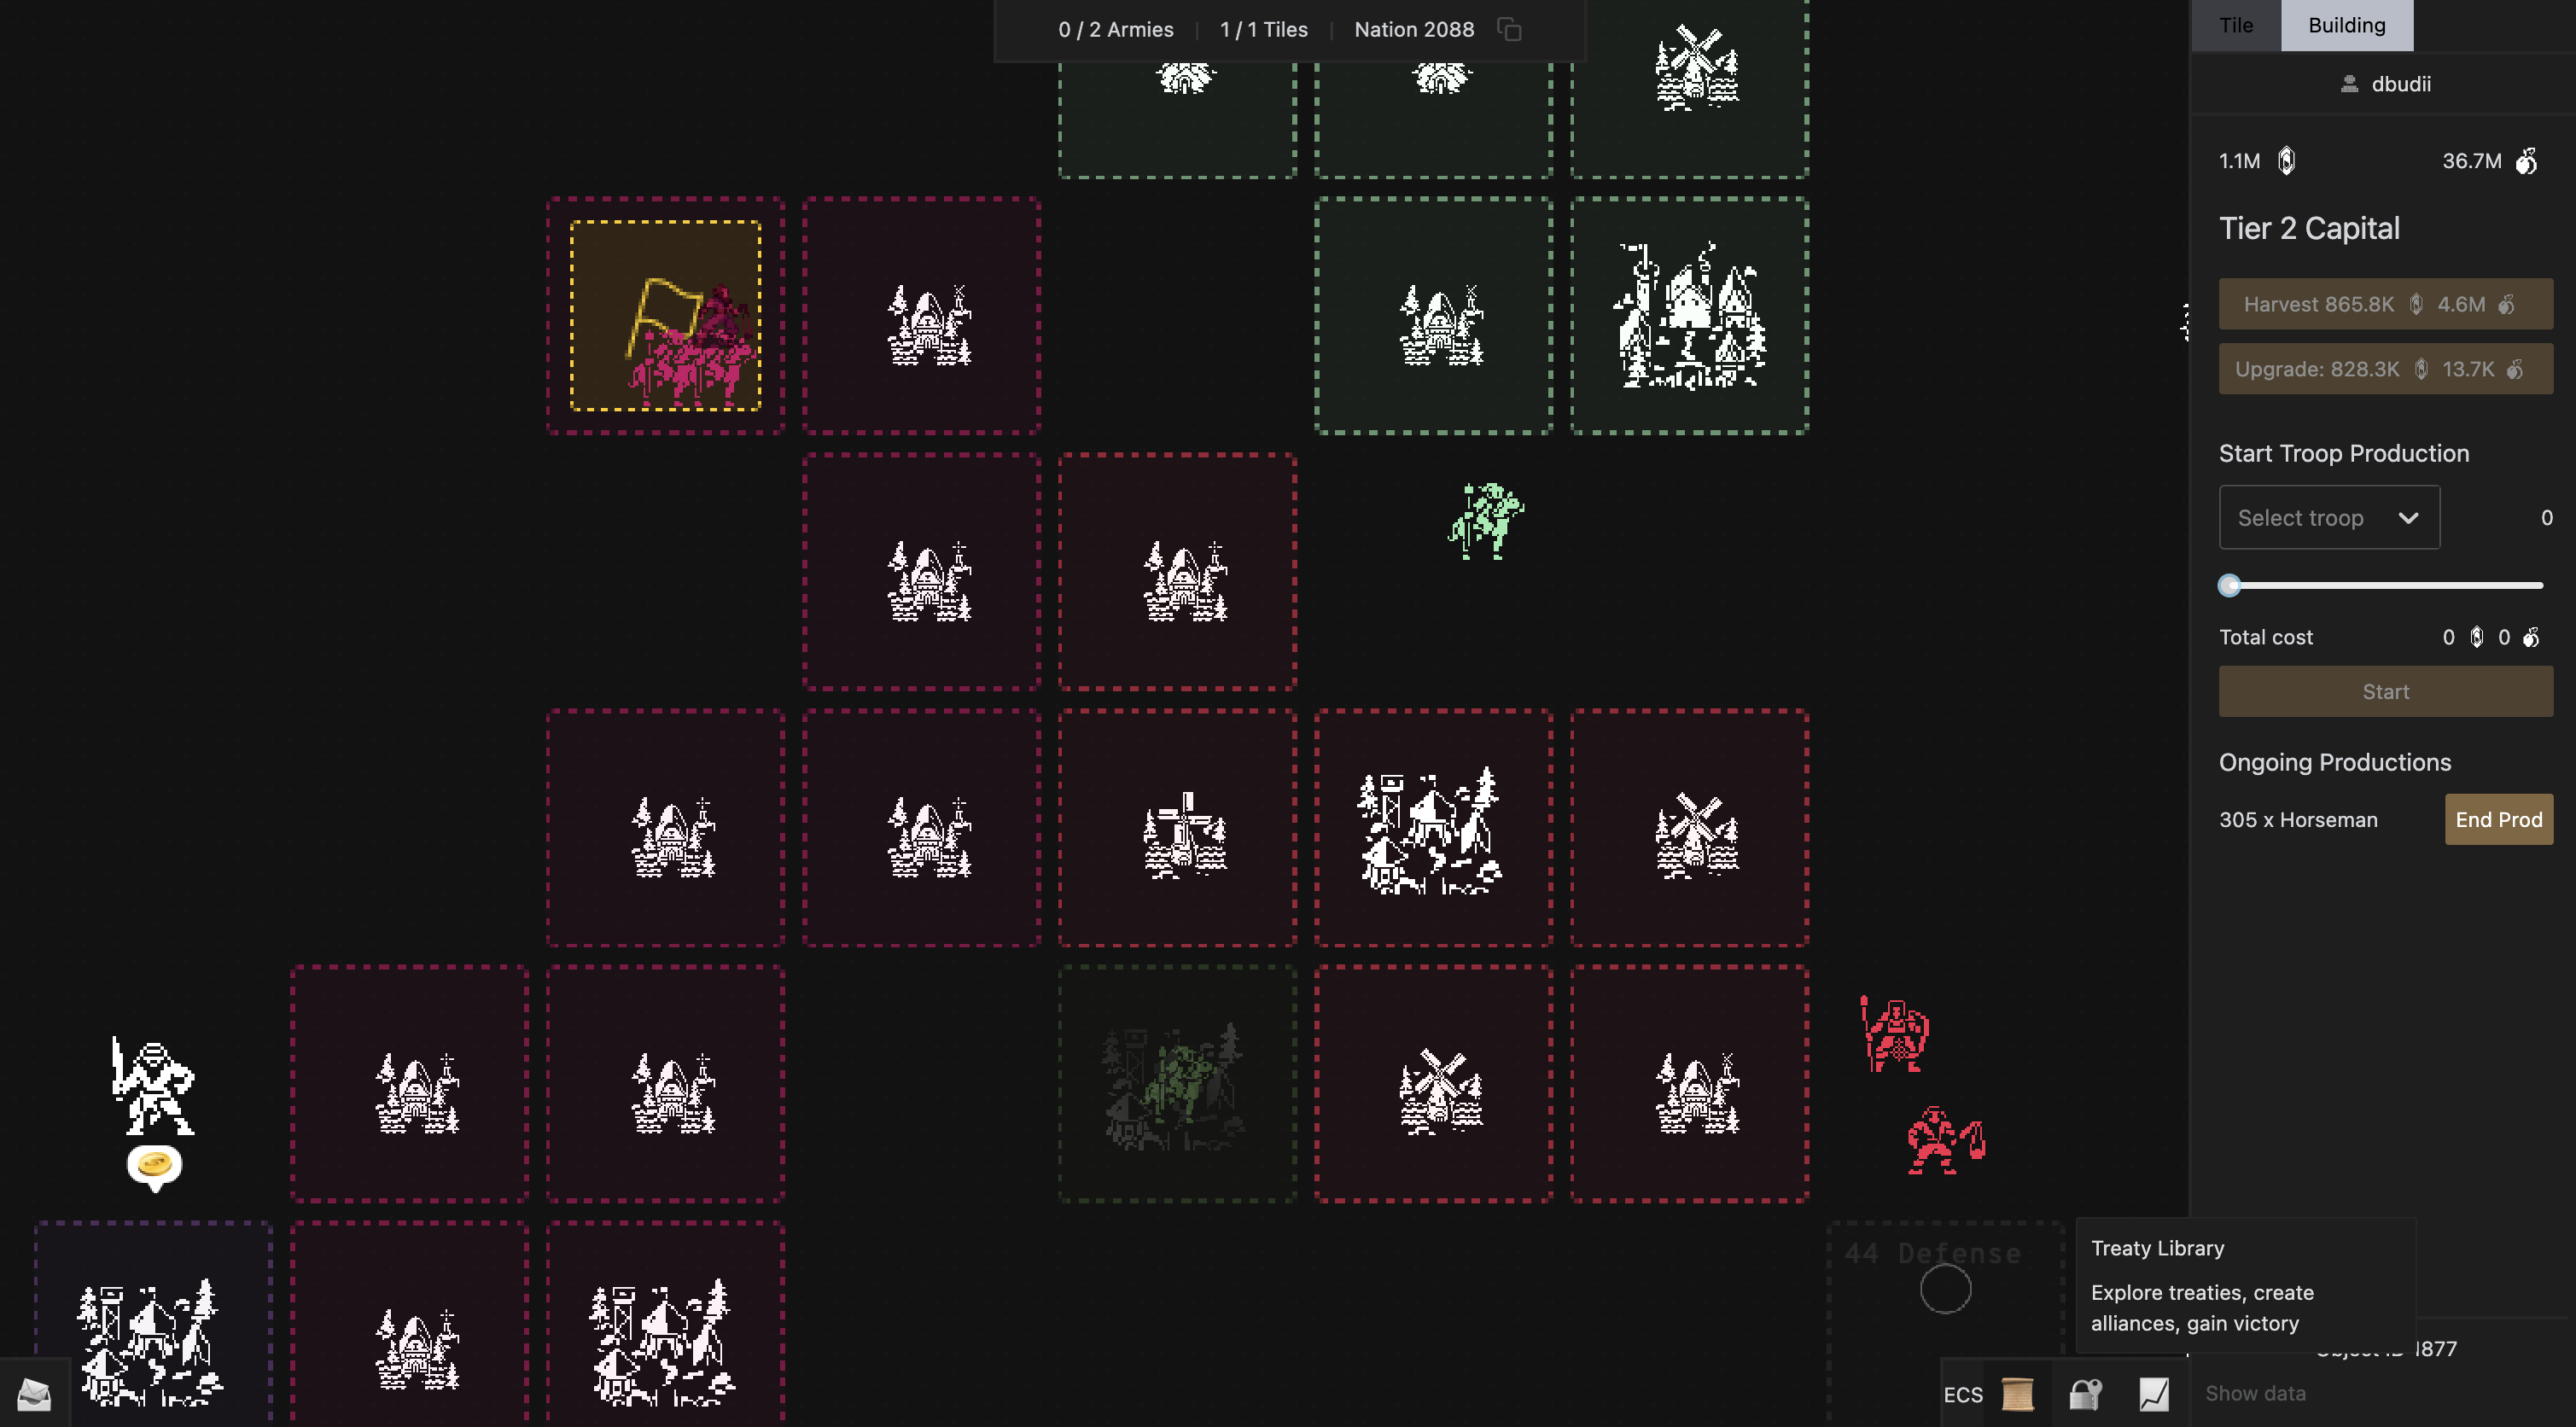 0 / 2 Armies
1 / 1 Tiles
Nation 2088
Tile
Building
dbudii
1.1M
36.7M
Tier 2 Capital
Harvest 865.8K 4.6M
Upgrade: 828.3K 13.7K
Start Troop Production
Select troop
0
Total cost
0 0
Start
Ongoing Productions
305 x Horseman
End Prod
44 Defense
Treaty Library
Explore treaties, create
alliances, gain victory
1877
ECS
Show data